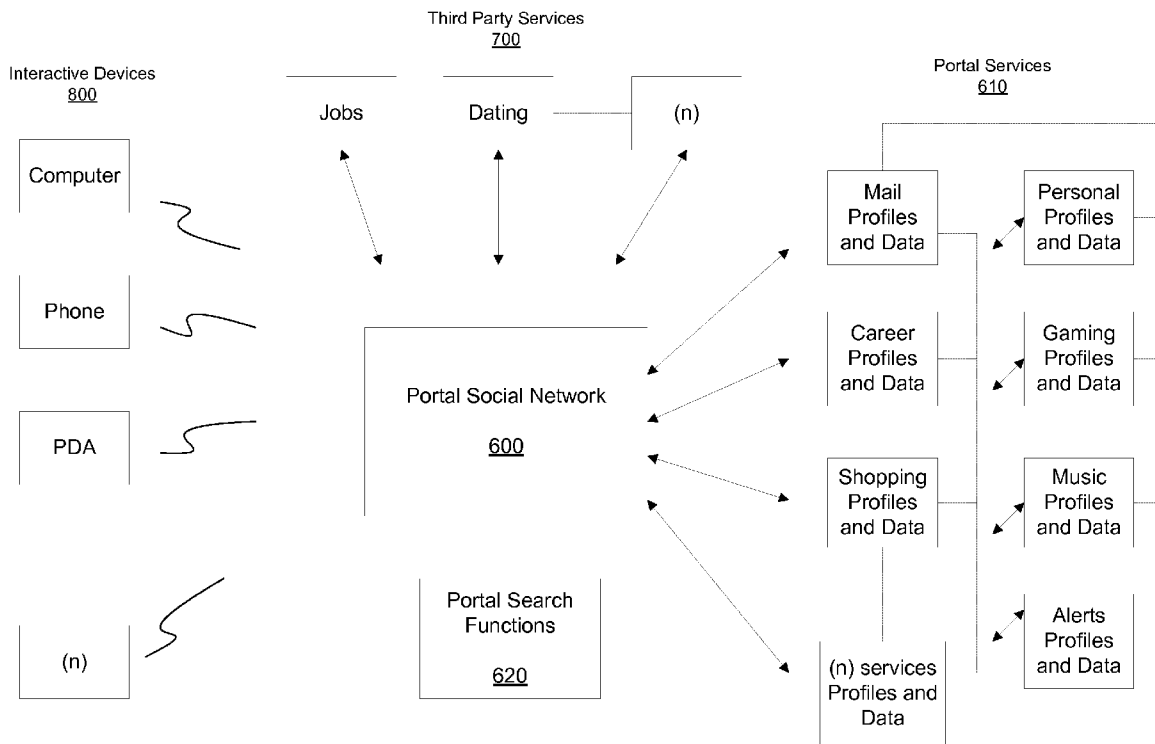 Third Party Services
700
Interactive Devices
800
Portal Services
610
Jobs
Dating
(n)
Computer
Phone
PDA
(n)
Portal Social Network
600
Portal Search
Functions
620
Mail
Profiles
and Data
Personal
Profiles
and Data
Career
Profiles
and Data
Gaming
Profiles
and Data
Shopping
Profiles
and Data
Music
Profiles
and Data
(n) services
Profiles and
Data
Alerts
Profiles
and Data